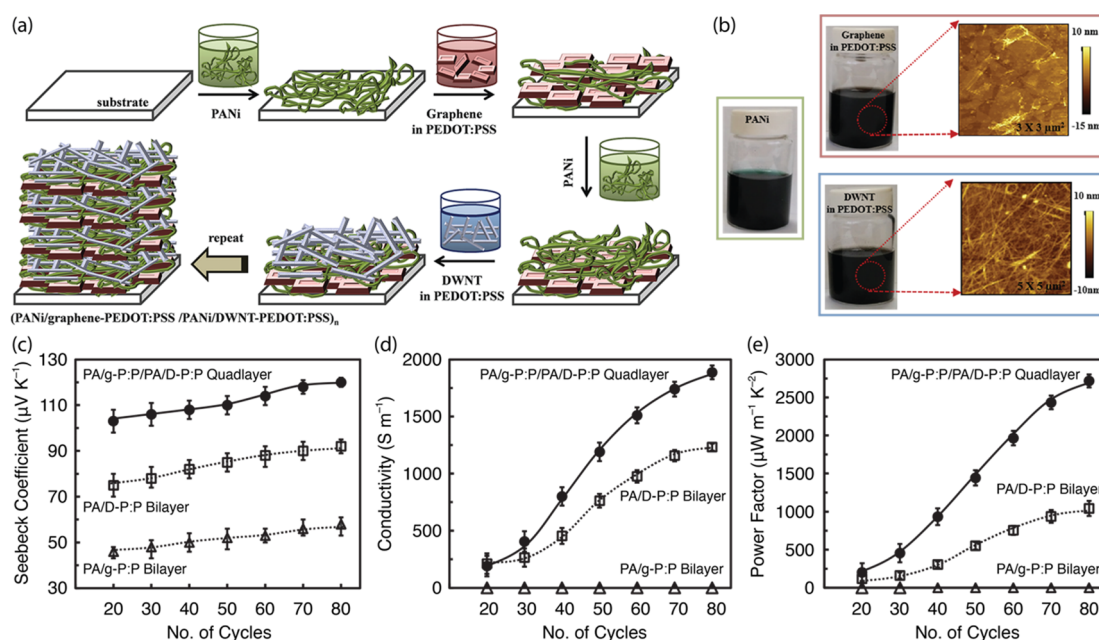 (a)
substrate
PANi
Graphene
in PEDOT:PSS
PANi
DWNT
in PEDOT:PSS
repeat
(PANi/graphene-PEDOT:PSS /PANi/DWNT-PEDOT:PSS)n
(b)
PANi
Graphene
in PEDOT:PSS
3 X 3 μm²
10 nm
-15 nm
DWNT
in PEDOT:PSS
5 X 5 μm²
10 nm
-10nm
(c)
Seebeck Coefficient (μV K⁻¹)
130
110
90
70
50
30
PA/g-P:P/PA/D-P:P Quadlayer
PA/D-P:P Bilayer
PA/g-P:P Bilayer
20 30 40 50 60 70 80
No. of Cycles
(d)
Conductivity (S m⁻¹)
2000
1500
1000
500
0
PA/g-P:P/PA/D-P:P Quadlayer
PA/D-P:P Bilayer
PA/g-P:P Bilayer
20 30 40 50 60 70 80
No. of Cycles
(e)
Power Factor (μW m⁻¹ K⁻²)
3000
2500
2000
1500
1000
500
0
PA/g-P:P/PA/D-P:P Quadlayer
PA/D-P:P Bilayer
PA/g-P:P Bilayer
20 30 40 50 60 70 80
No. of Cycles